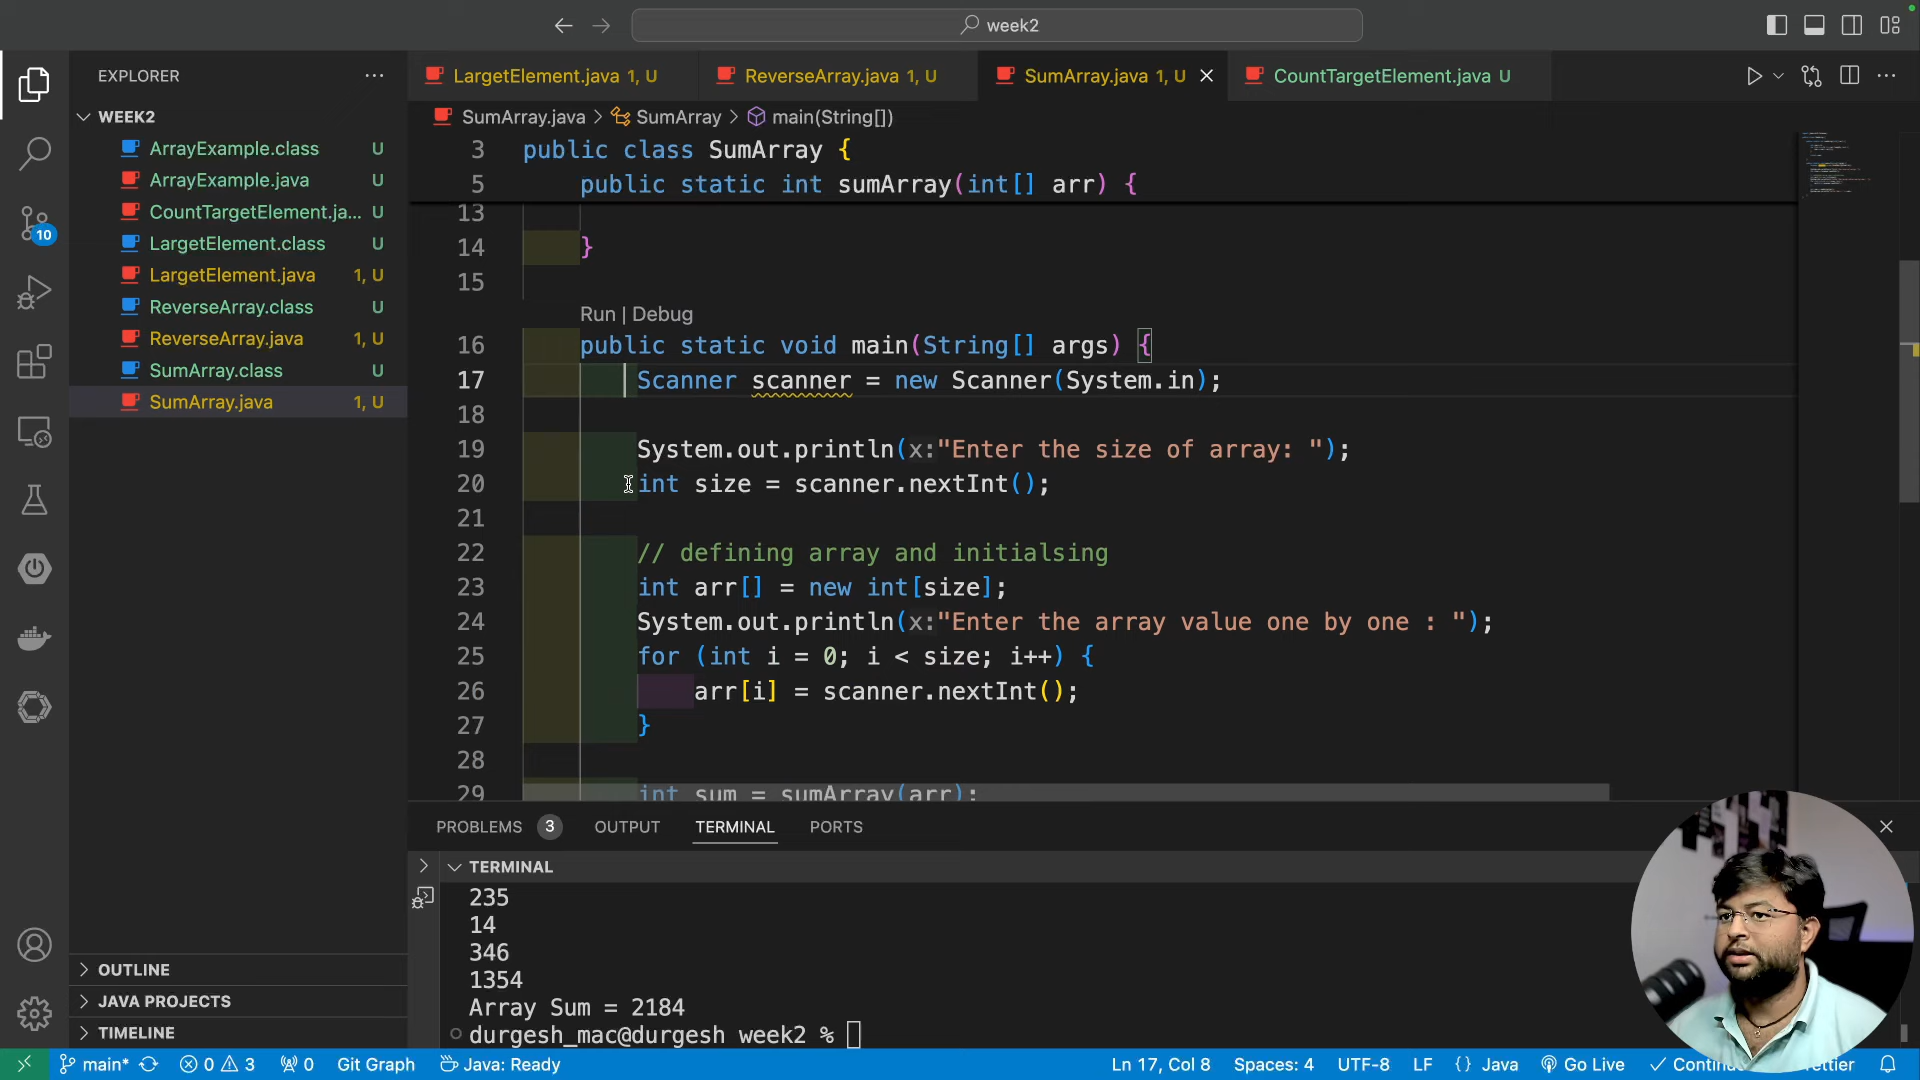 week2
EXPLORER
WEEK2
ArrayExample.class U
ArrayExample.java U
CountTargetElement.ja... U
LargetElement.class U
LargetElement.java 1, U
ReverseArray.class U
ReverseArray.java 1, U
SumArray.class U
SumArray.java 1, U
10
OUTLINE
JAVA PROJECTS
TIMELINE
LargetElement.java 1, U
ReverseArray.java 1, U
SumArray.java 1, U
CountTargetElement.java U
SumArray.java > SumArray > main(String[])
3 public class SumArray {
5 public static int sumArray(int[] arr) {
13
14 }
15
Run | Debug
16 public static void main(String[] args) {
17 Scanner scanner = new Scanner(System.in);
18
19 System.out.println(x:"Enter the size of array: ");
20 int size = scanner.nextInt();
21
22 // defining array and initialsing
23 int arr[] = new int[size];
24 System.out.println(x:"Enter the array value one by one : ");
25 for (int i = 0; i < size; i++) {
26 arr[i] = scanner.nextInt();
27 }
28
29 int sum = sumArray(arr);
PROBLEMS 3 OUTPUT TERMINAL PORTS
TERMINAL
235
14
346
1354
Array Sum = 2184
durgesh_mac@durgesh week2 %
main* 0 3 0 Git Graph Java: Ready Ln 17, Col 8 Spaces: 4 UTF-8 LF {} Java Go Live